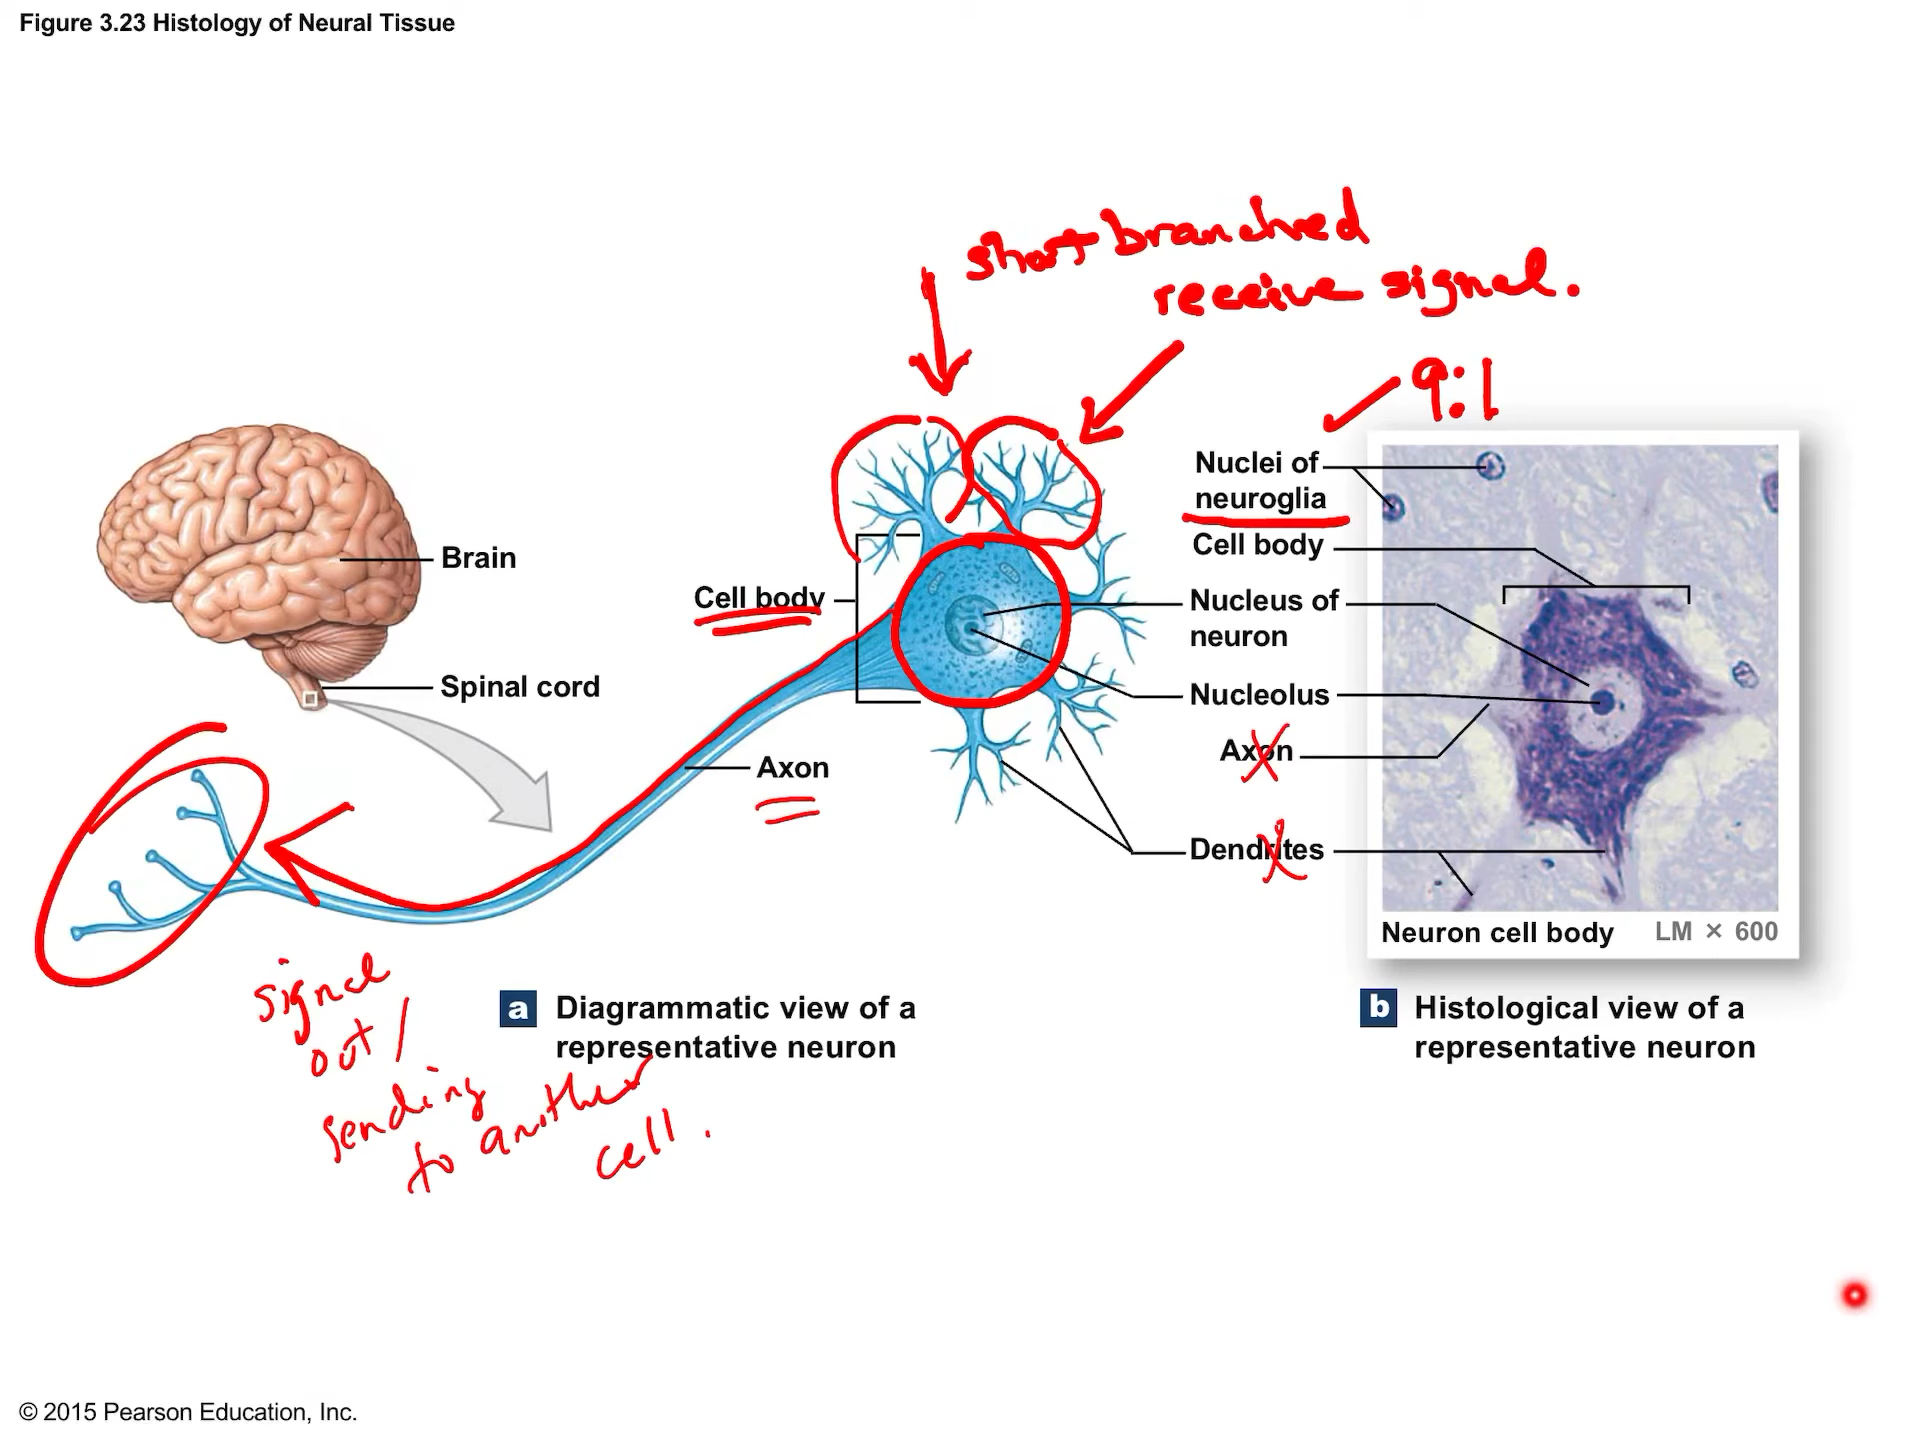 Figure 3.23 Histology of Neural Tissue
short branched
receive signal.
9:1
Nuclei of
neuroglia
Cell body
Brain
Cell body
Nucleus of
neuron
Spinal cord
Nucleolus
Axon
Axon
Dendrites
Neuron cell body LM × 600
signal
out/
sending
to another
cell.
a Diagrammatic view of a
representative neuron
b Histological view of a
representative neuron
© 2015 Pearson Education, Inc.